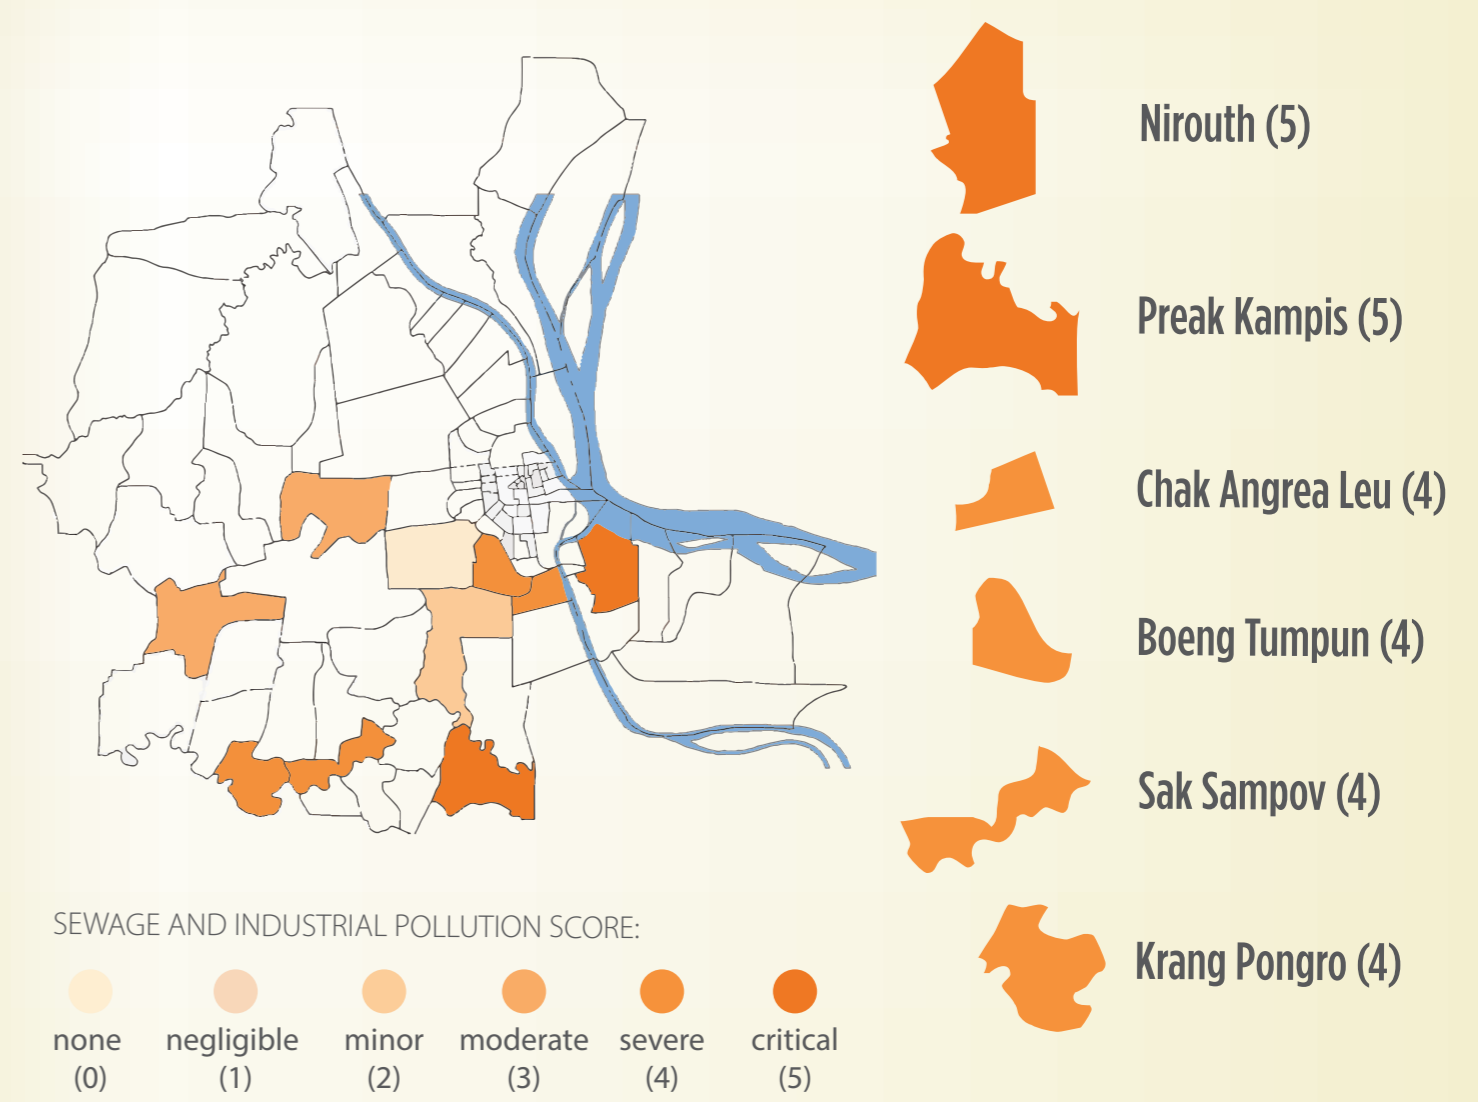 Nirouth (5)
Preak Kampis (5)
Chak Angrea Leu (4)
Boeng Tumpun (4)
Sak Sampov (4)
Krang Pongro (4)
SEWAGE AND INDUSTRIAL POLLUTION SCORE:
none negligible minor moderate severe critical
(0) (1) (2) (3) (4) (5)